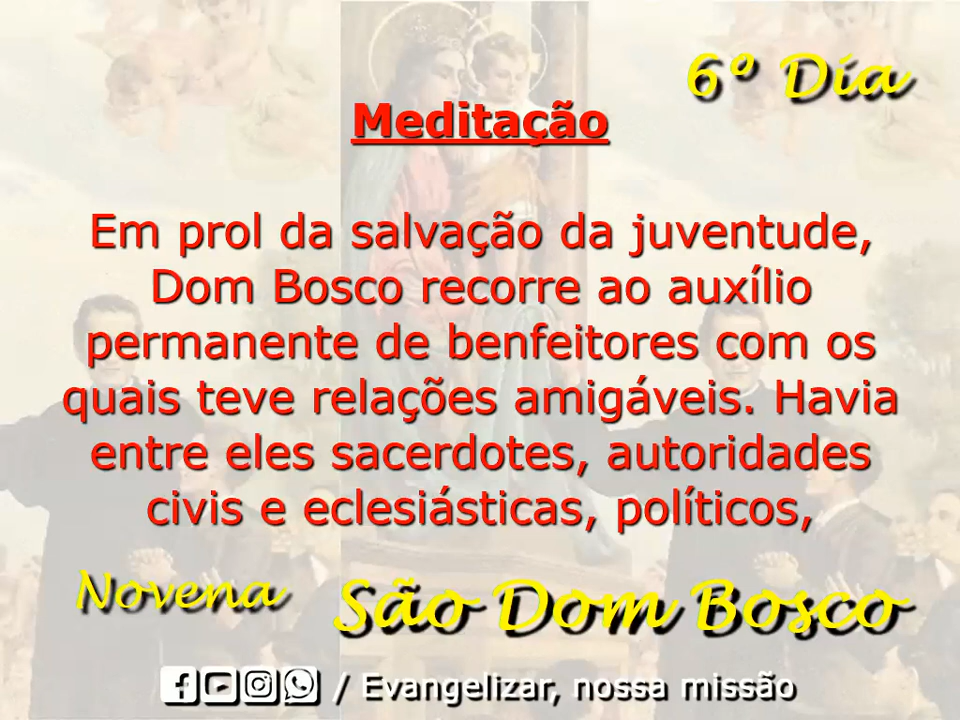 6º Dia
Meditação
Em prol da salvação da juventude,
Dom Bosco recorre ao auxílio
permanente de benfeitores com os
quais teve relações amigáveis. Havia
entre eles sacerdotes, autoridades
civis e eclesiásticas, políticos,
Novena São Dom Bosco
/ Evangelizar, nossa missão